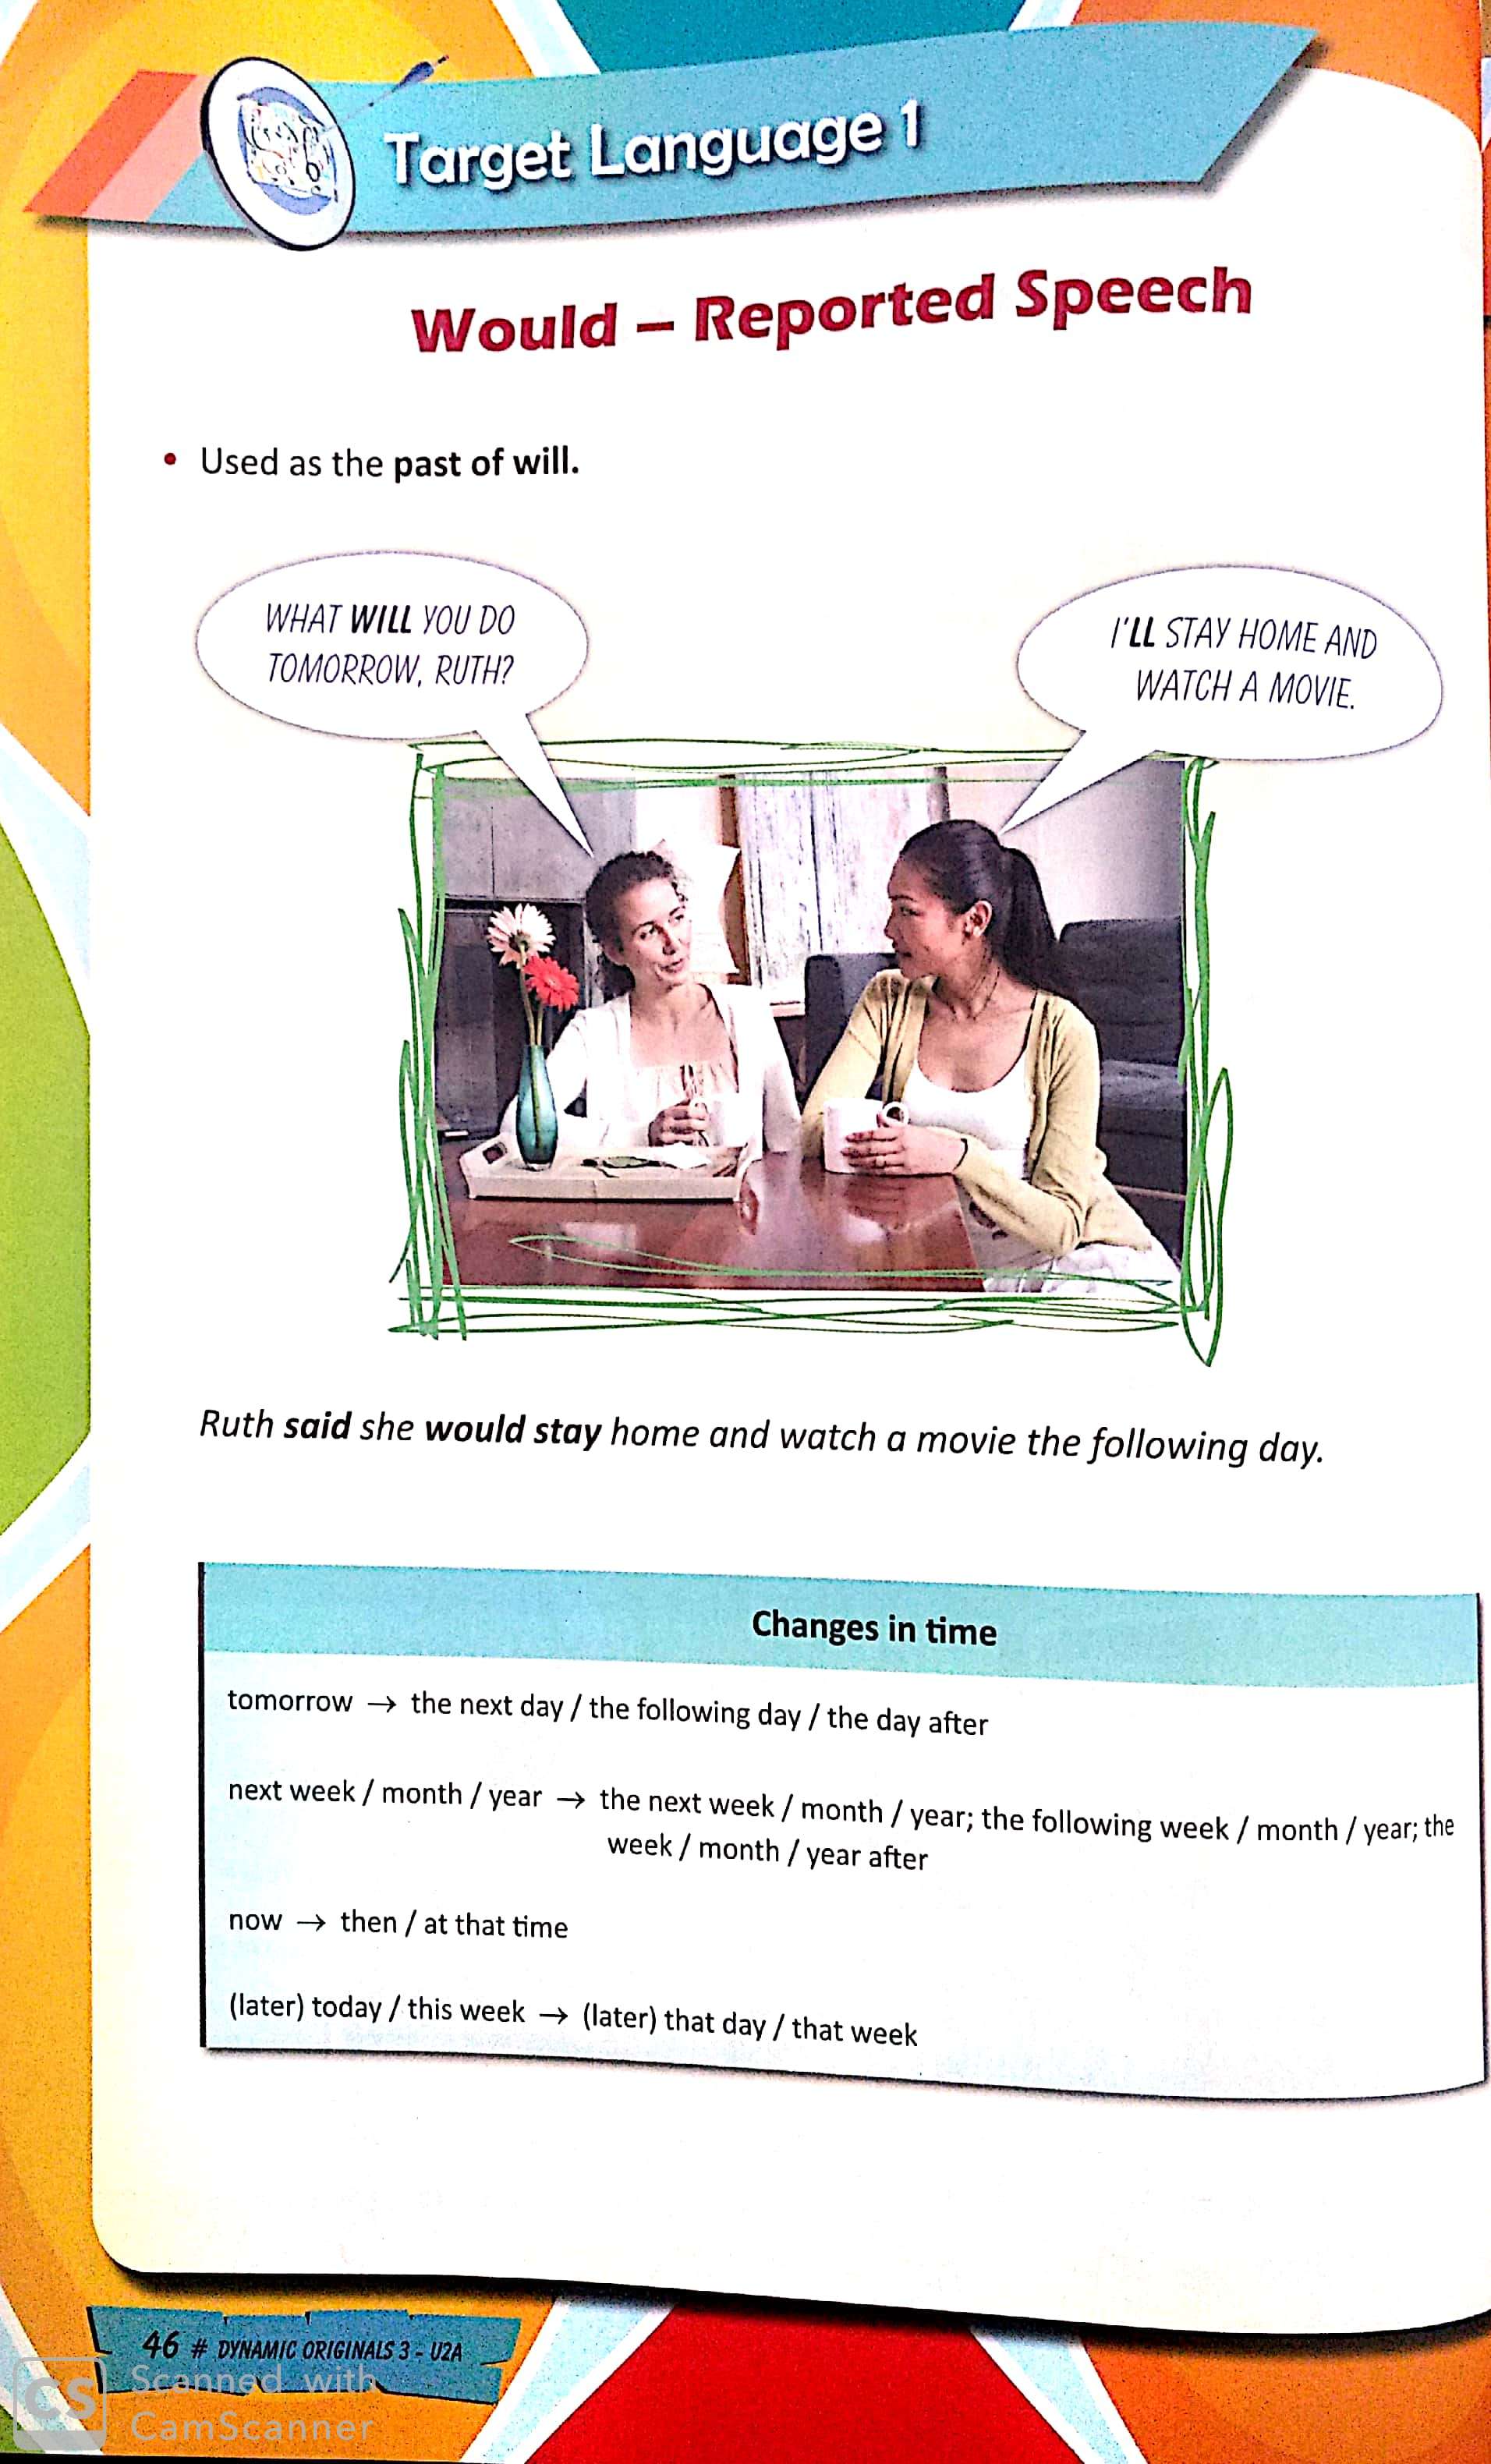 Target Language 1
Would – Reported Speech
• Used as the past of will.
WHAT WILL YOU DO
TOMORROW, RUTH?
I'LL STAY HOME AND
WATCH A MOVIE.
Ruth said she would stay home and watch a movie the following day.
Changes in time
tomorrow → the next day / the following day / the day after
next week / month / year → the next week / month / year; the following week / month / year; the
week / month / year after
now → then / at that time
(later) today / this week → (later) that day / that week
46 # DYNAMIC ORIGINALS 3 - U2A
CS
Scanned with
CamScanner